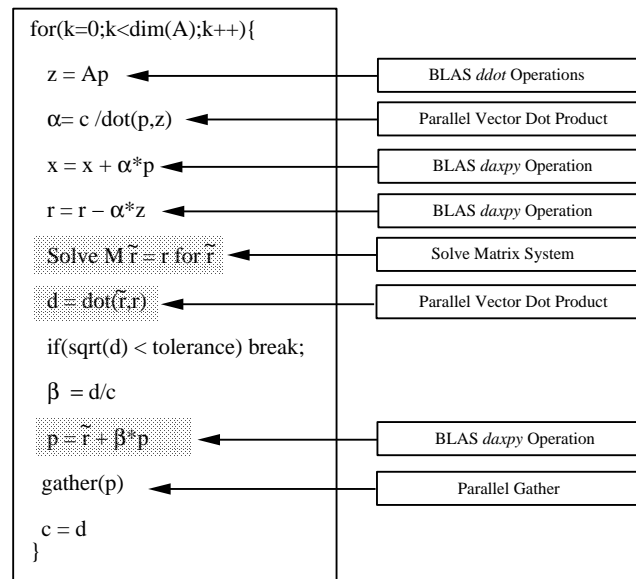 for(k=0;k<dim(A);k++){
z = Ap
BLAS ddot Operations
α= c /dot(p,z)
Parallel Vector Dot Product
x = x + α*p
BLAS daxpy Operation
r = r − α*z
BLAS daxpy Operation
Solve M r̃ = r for r̃
Solve Matrix System
d = dot(r̃,r)
Parallel Vector Dot Product
if(sqrt(d) < tolerance) break;
β = d/c
p = r̃ + β*p
BLAS daxpy Operation
gather(p)
Parallel Gather
c = d
}